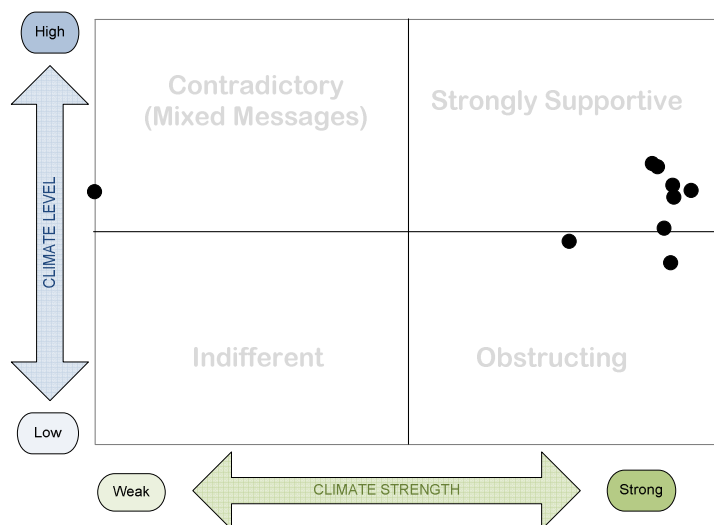 High
Contradictory
(Mixed Messages)
Strongly Supportive
CLIMATE LEVEL
Indifferent
Obstructing
Low
Weak
CLIMATE STRENGTH
Strong